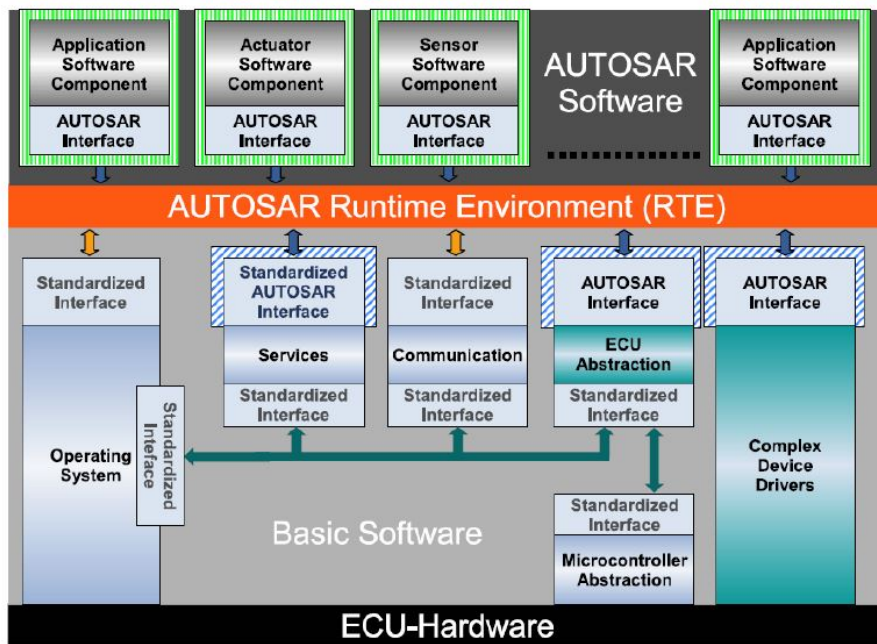 Application
Software
Component
AUTOSAR
Interface
Actuator
Software
Component
AUTOSAR
Interface
Sensor
Software
Component
AUTOSAR
Interface
AUTOSAR
Software
Application
Software
Component
AUTOSAR
Interface
AUTOSAR Runtime Environment (RTE)
Standardized
Interface
Operating
System
Standardized
Inteface
Standardized
AUTOSAR
Interface
Services
Standardized
Interface
Standardized
Interface
Communication
Standardized
Interface
AUTOSAR
Interface
ECU
Abstraction
Standardized
Interface
Standardized
Interface
Microcontroller
Abstraction
AUTOSAR
Interface
Complex
Device
Drivers
Basic Software
ECU-Hardware